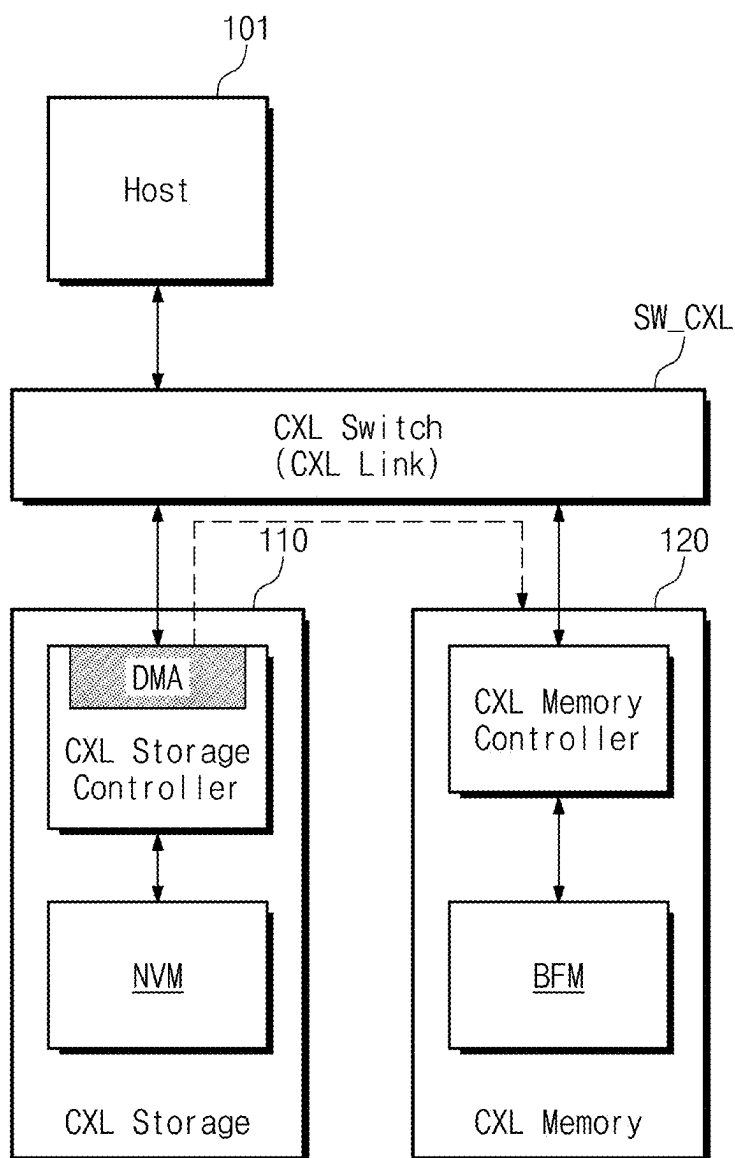 101
Host
SW_CXL
CXL Switch
(CXL Link)
110
120
DMA
CXL Storage
Controller
CXL Memory
Controller
NVM
BFM
CXL Storage
CXL Memory